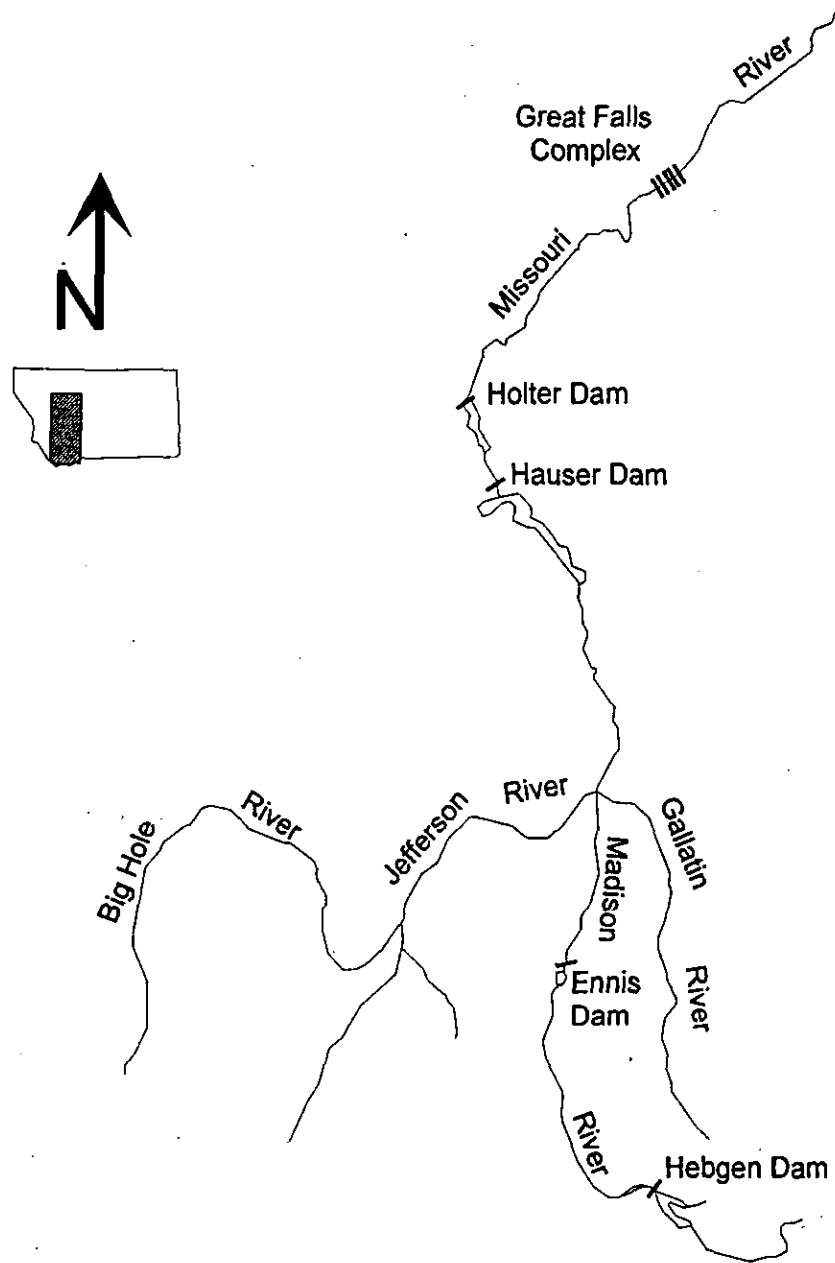 River
Great Falls
Complex
Missouri
N
Holter Dam
Hauser Dam
River
Jefferson
River
Big Hole
Gallatin
Madison
River
Ennis
Dam
River
Hebgen Dam